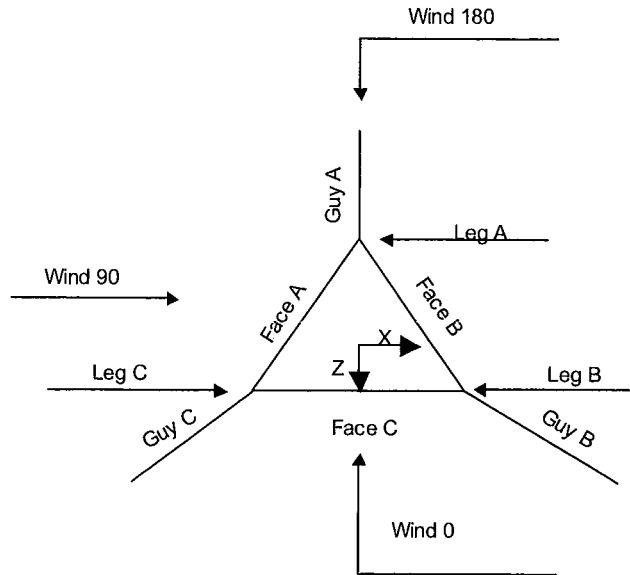 Wind 180
Guy A
Leg A
Wind 90
Face A
Face B
X
Z
Leg C
Leg B
Guy C
Face C
Guy B
Wind 0